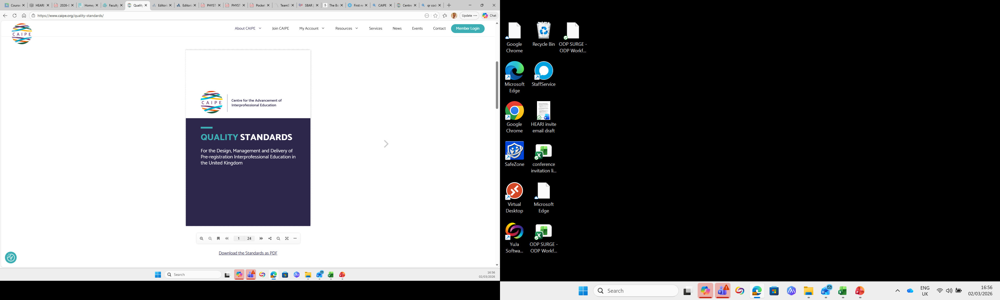 Course
HEARI
2026-0
Homep
Faculty
Quality
Editoria
Editoria
PHYST
PHYST
Pocket
TeamS
SBAR |
The Bo
First re
CAIPE -
Centre
qr code
https://www.caipe.org/quality-standards/
Update
Chat
CAIPE
About CAIPE
Join CAIPE
My Account
Resources
Services
News
Events
Contact
Member Login
CAIPE
Centre for the Advancement of
Interprofessional Education
QUALITY STANDARDS
For the Design, Management and Delivery of
Pre-registration Interprofessional Education in
the United Kingdom
1
24
Download the Standards as PDF
Search
16:56
02/03/2026
Google
Chrome
Recycle Bin
ODP SURGE -
ODP Workf...
Microsoft
Edge
StaffService
Google
Chrome
HEARI invite
email draft
SafeZone
conference
invitation li...
Virtual
Desktop
Microsoft
Edge
YuJa
Softwa...
ODP SURGE -
ODP Workf...
Search
ENG
UK
16:56
02/03/2026